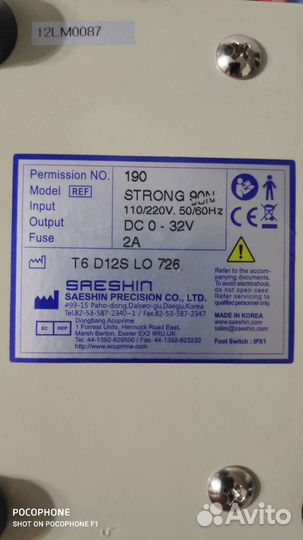 12LM0087
Permission NO. 190
Model REF STRONG 90N
Input 110/220V. 50/60Hz
Output DC 0 - 32V
Fuse 2A
T6 D12S LO 726
SAESHIN
SAESHIN PRECISION CO., LTD.
#93-15 Paho-dong,Dalseo-gu,Daegu,Korea
Tel.82-53-587-2340~1 / Fax.82-53-587-2347
EC REP
Dongbang Acuprime
1 Forrest Units, Hennock Road East,
Marsh Barton, Exeter EX2 8RU.UK
Tel. 44-1392-829500 / Fax. 44-1392-823232
http://www.acuprime.com
Refer to the accom-
panying documents.
To avoid electricshock,
do not open case.
Refer servicing to
qualified personnel only.
MADE IN KOREA
www.saeshin.com
sales@saeshin.com
Foot Switch : IPX1
POCOPHONE
SHOT ON POCOPHONE F1
Avito